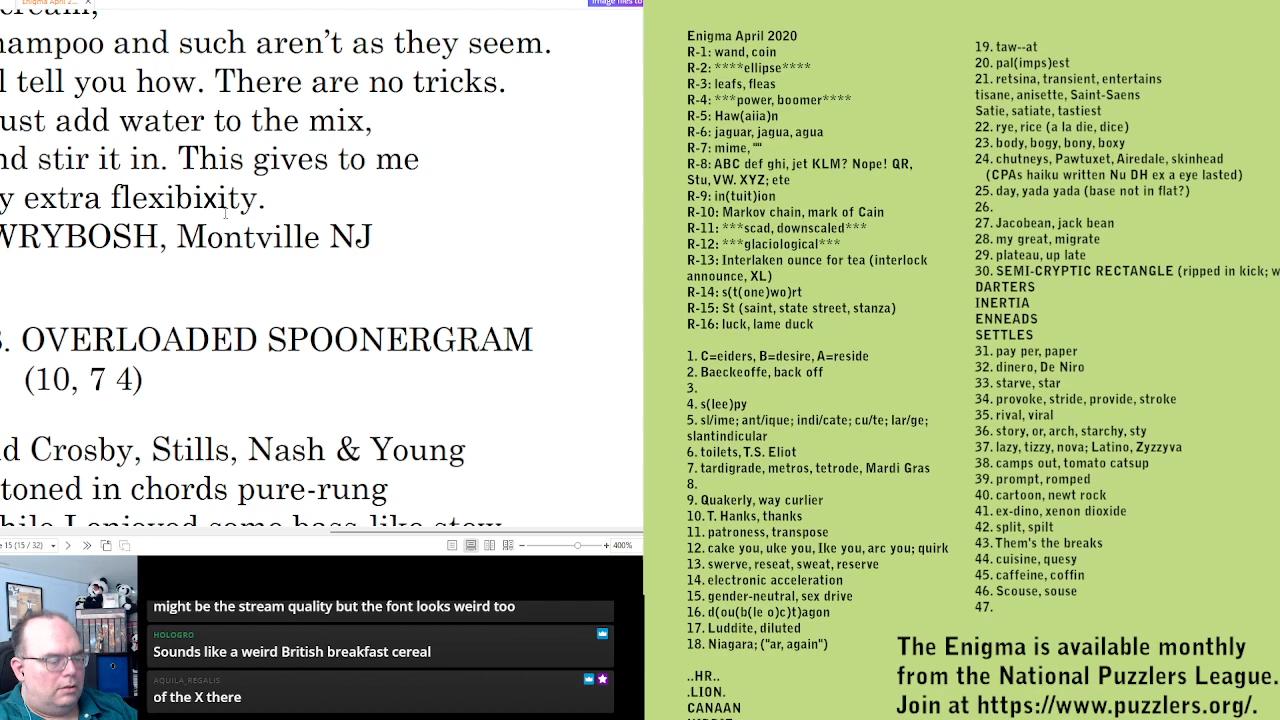 Enigma April 2...
hampoo and such aren't as they seem.
l tell you how. There are no tricks.
ust add water to the mix,
nd stir it in. This gives to me
y extra flexibixity.
WRYBOSH, Montville NJ
. OVERLOADED SPOONERGRAM
(10, 7 4)
d Crosby, Stills, Nash & Young
toned in chords pure-rung
hile I enjoyed some bass-like stew
15 (15 / 32)
400%
might be the stream quality but the font looks weird too
HOLOGRO
Sounds like a weird British breakfast cereal
AQUILA_REGALIS
of the X there
Enigma April 2020
R-1: wand, coin
R-2: ****ellipse****
R-3: leafs, fleas
R-4: ***power, boomer****
R-5: Haw(aiia)n
R-6: jaguar, jagua, agua
R-7: mime, ""
R-8: ABC def ghi, jet KLM? Nope! QR,
Stu, VW. XYZ; ete
R-9: in(tuit)ion
R-10: Markov chain, mark of Cain
R-11: ***scad, downscaled***
R-12: ***glaciological***
R-13: Interlaken ounce for tea (interlock
announce, XL)
R-14: s(t(one)wo)rt
R-15: St (saint, state street, stanza)
R-16: luck, lame duck
1. C=eiders, B=desire, A=reside
2. Baeckeoffe, back off
3.
4. s(lee)py
5. sl/ime; ant/ique; indi/cate; cu/te; lar/ge;
slantindicular
6. toilets, T.S. Eliot
7. tardigrade, metros, tetrode, Mardi Gras
8.
9. Quakerly, way curlier
10. T. Hanks, thanks
11. patroness, transpose
12. cake you, uke you, Ike you, arc you; quirk
13. swerve, reseat, sweat, reserve
14. electronic acceleration
15. gender-neutral, sex drive
16. d(ou(b(le o)c)t)agon
17. Luddite, diluted
18. Niagara; ("ar, again")
..HR..
.LION.
CANAAN
19. taw--at
20. pal(imps)est
21. retsina, transient, entertains
tisane, anisette, Saint-Saens
Satie, satiate, tastiest
22. rye, rice (a la die, dice)
23. body, bogy, bony, boxy
24. chutneys, Pawtuxet, Airedale, skinhead
(CPAs haiku written Nu DH ex a eye lasted)
25. day, yada yada (base not in flat?)
26.
27. Jacobean, jack bean
28. my great, migrate
29. plateau, up late
30. SEMI-CRYPTIC RECTANGLE (ripped in kick; w
DARTERS
INERTIA
ENNEADS
SETTLES
31. pay per, paper
32. dinero, De Niro
33. starve, star
34. provoke, stride, provide, stroke
35. rival, viral
36. story, or, arch, starchy, sty
37. lazy, tizzy, nova; Latino, Zyzzyva
38. camps out, tomato catsup
39. prompt, romped
40. cartoon, newt rock
41. ex-dino, xenon dioxide
42. split, spilt
43. Them's the breaks
44. cuisine, quesy
45. caffeine, coffin
46. Scouse, souse
47.
The Enigma is available monthly
from the National Puzzlers League.
Join at https://www.puzzlers.org/.